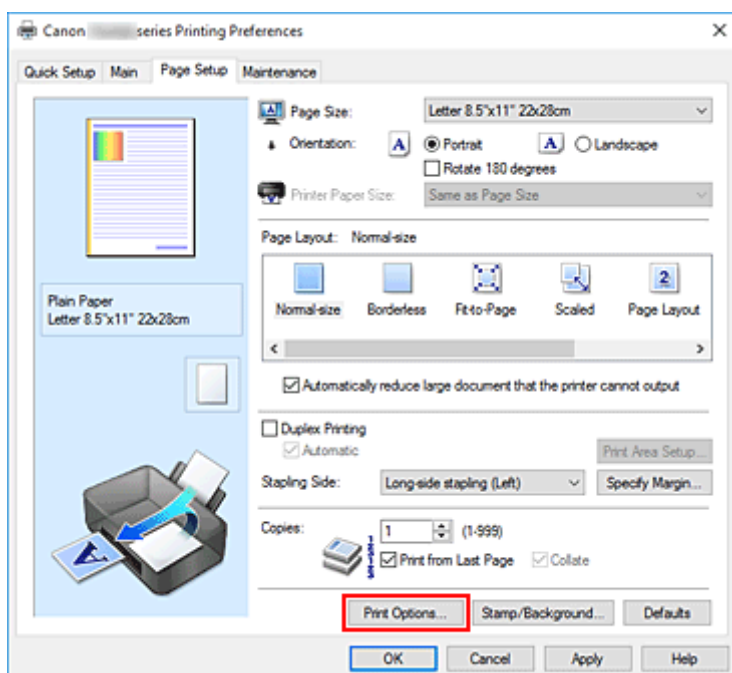 Canon series Printing Preferences
Quick Setup Main Page Setup Maintenance
Page Size: Letter 8.5"x11" 22x28cm
Orientation: A Portrait A Landscape
Rotate 180 degrees
Printer Paper Size: Same as Page Size
Page Layout: Normal-size
2
Normal-size Borderless Fit-to-Page Scaled Page Layout
Plain Paper
Letter 8.5"x11" 22x28cm
Automatically reduce large document that the printer cannot output
Duplex Printing
Automatic Print Area Setup...
Stapling Side: Long-side stapling (Left) Specify Margin...
Copies: 1 (1-999)
Print from Last Page Collate
A
Print Options... Stamp/Background... Defaults
OK Cancel Apply Help